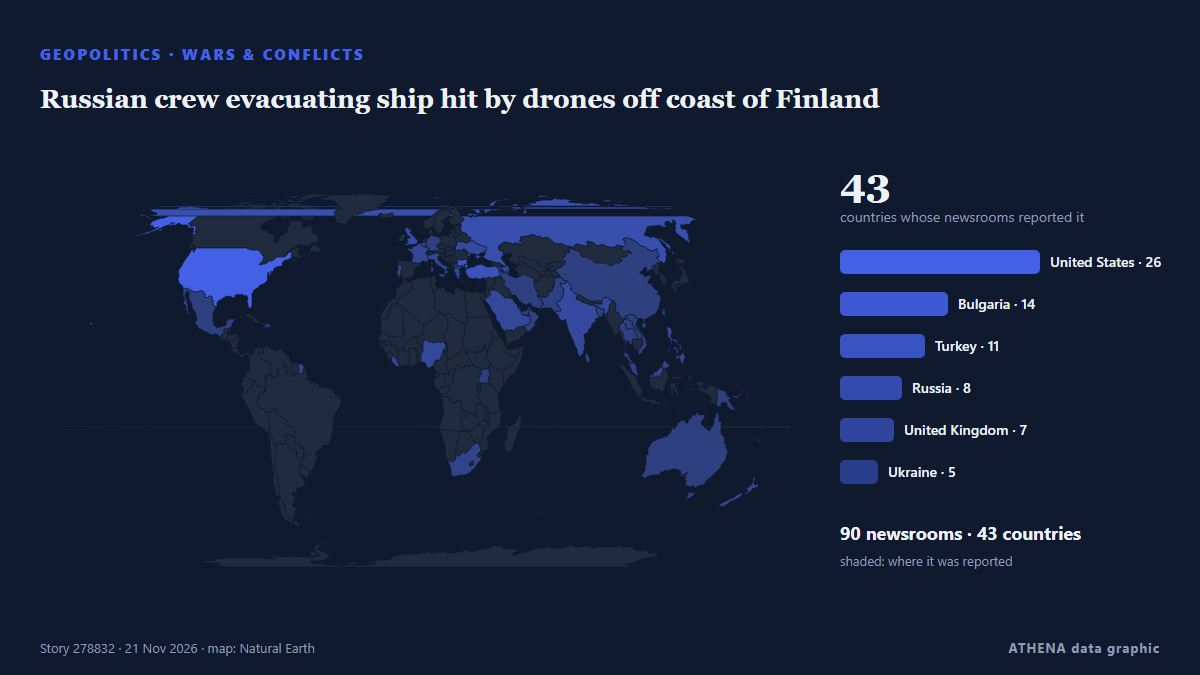 GEOPOLITICS · WARS & CONFLICTS
Russian crew evacuating ship hit by drones off coast of Finland
43
countries whose newsrooms reported it
United States · 26
Bulgaria · 14
Turkey · 11
Russia · 8
United Kingdom · 7
Ukraine · 5
90 newsrooms · 43 countries
shaded: where it was reported
Story 278832 · 21 Nov 2026 · map: Natural Earth
ATHENA data graphic